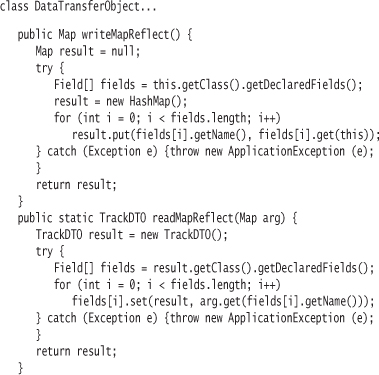 class DataTransferObject...
public Map writeMapReflect() {
Map result = null;
try {
Field[] fields = this.getClass().getDeclaredFields();
result = new HashMap();
for (int i = 0; i < fields.length; i++)
result.put(fields[i].getName(), fields[i].get(this));
} catch (Exception e) {throw new ApplicationException (e);
}
return result;
}
public static TrackDTO readMapReflect(Map arg) {
TrackDTO result = new TrackDTO();
try {
Field[] fields = result.getClass().getDeclaredFields();
for (int i = 0; i < fields.length; i++)
fields[i].set(result, arg.get(fields[i].getName()));
} catch (Exception e) {throw new ApplicationException (e);
}
return result;
}